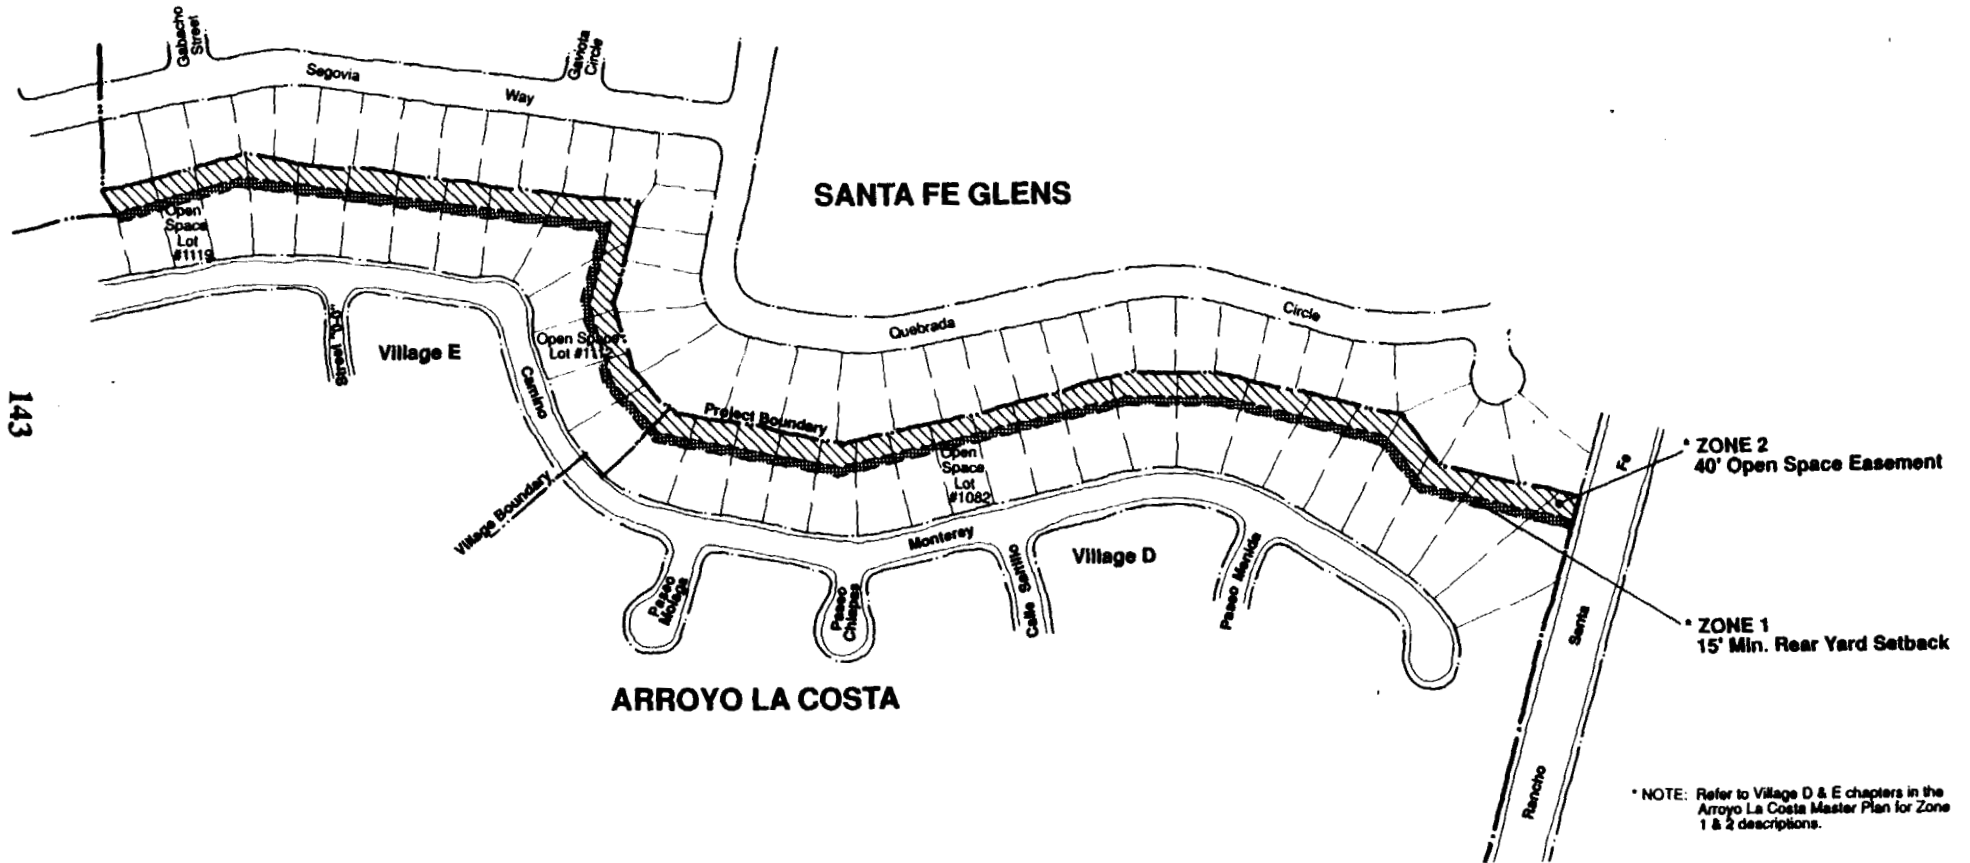 Gabacho
Street
Segovia
Way
Gaviota
Circle
SANTA FE GLENS
Open
Space
Lot
#1119
Quebrada
Circle
Street "D-D"
Village E
Open Space
Lot #1112
Camino
143
Project Boundary
Village Boundary
Open
Space
Lot
#1082
Monterey
Village D
Paseo
Molaga
Paseo
Chiapas
Calle Saltillo
Paseo Merida
Fe
Santa
Rancho
* ZONE 2
40' Open Space Easement
* ZONE 1
15' Min. Rear Yard Setback
ARROYO LA COSTA
* NOTE: Refer to Village D & E chapters in the
Arroyo La Costa Master Plan for Zone
1 & 2 descriptions.